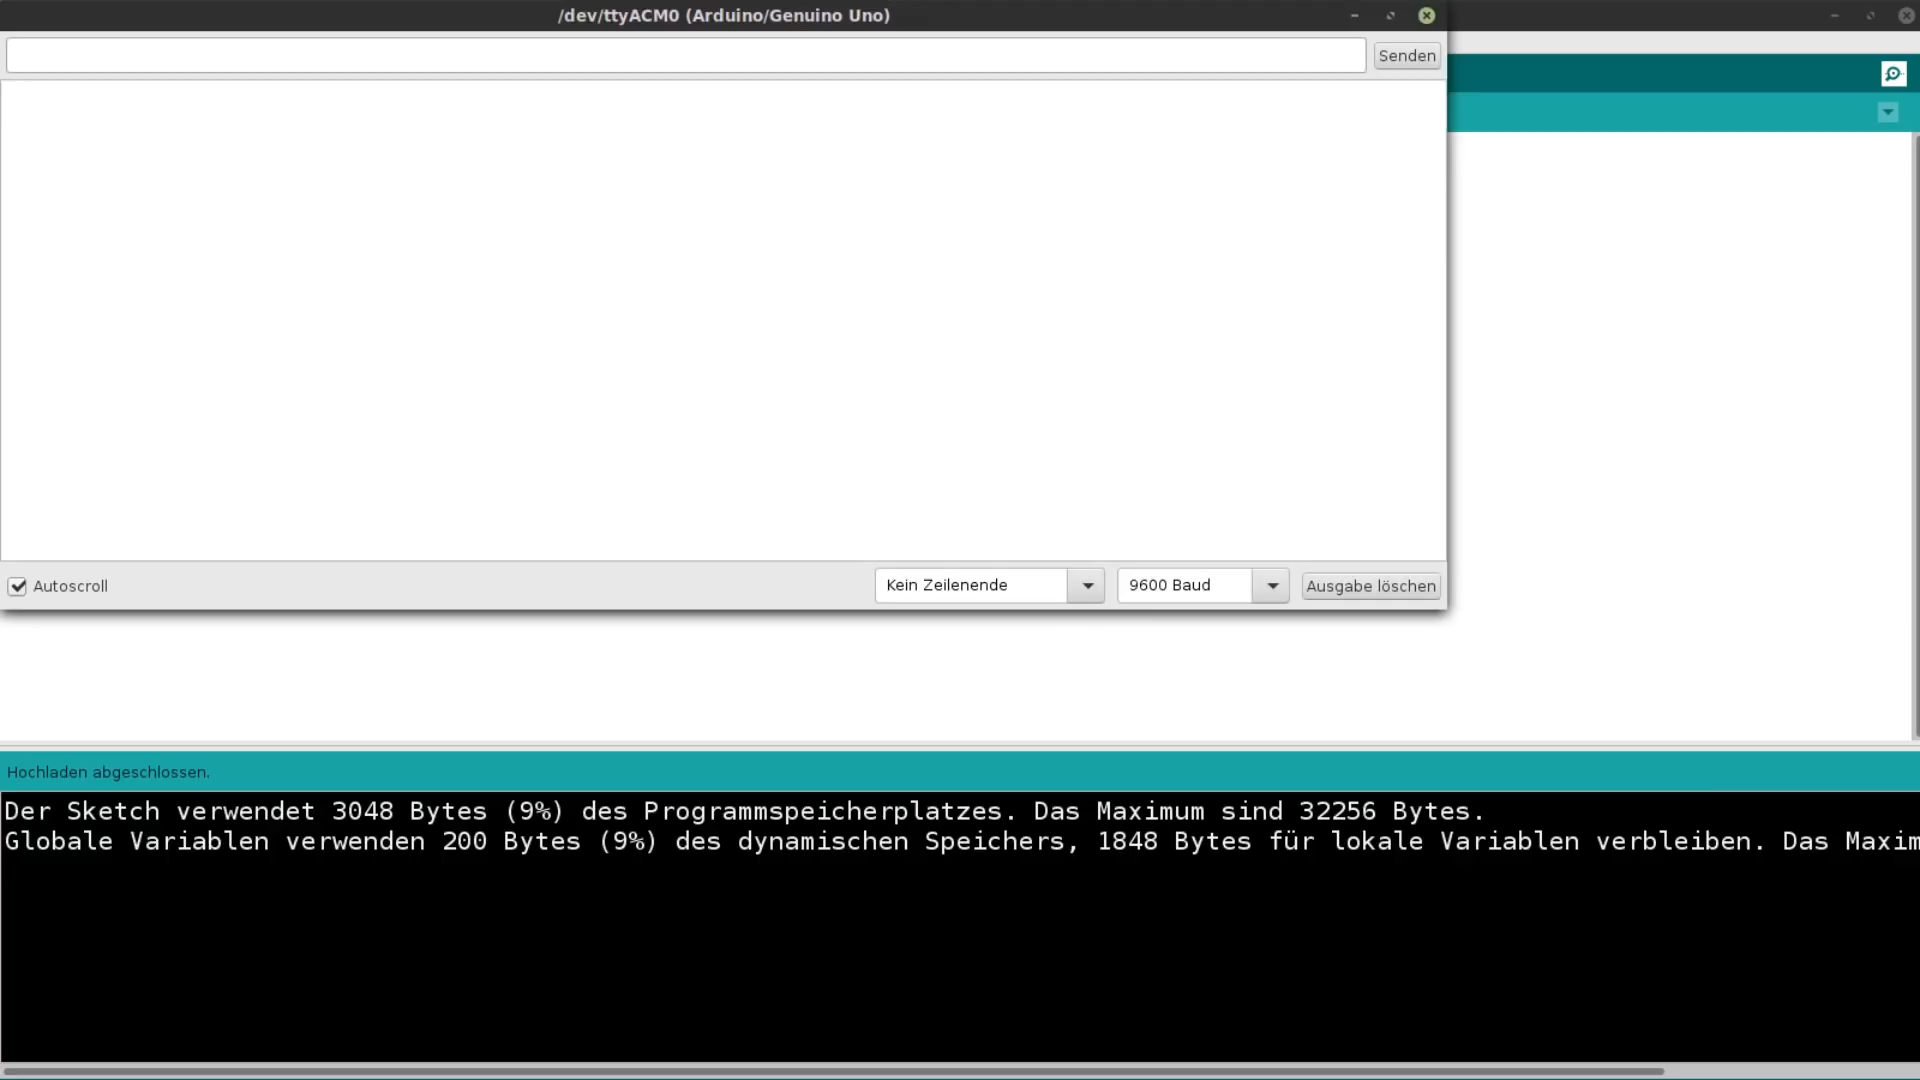 /dev/ttyACM0 (Arduino/Genuino Uno)
Senden
Autoscroll
Kein Zeilenende
9600 Baud
Ausgabe löschen
Hochladen abgeschlossen.
Der Sketch verwendet 3048 Bytes (9%) des Programmspeicherplatzes. Das Maximum sind 32256 Bytes.
Globale Variablen verwenden 200 Bytes (9%) des dynamischen Speichers, 1848 Bytes für lokale Variablen verbleiben. Das Maxim